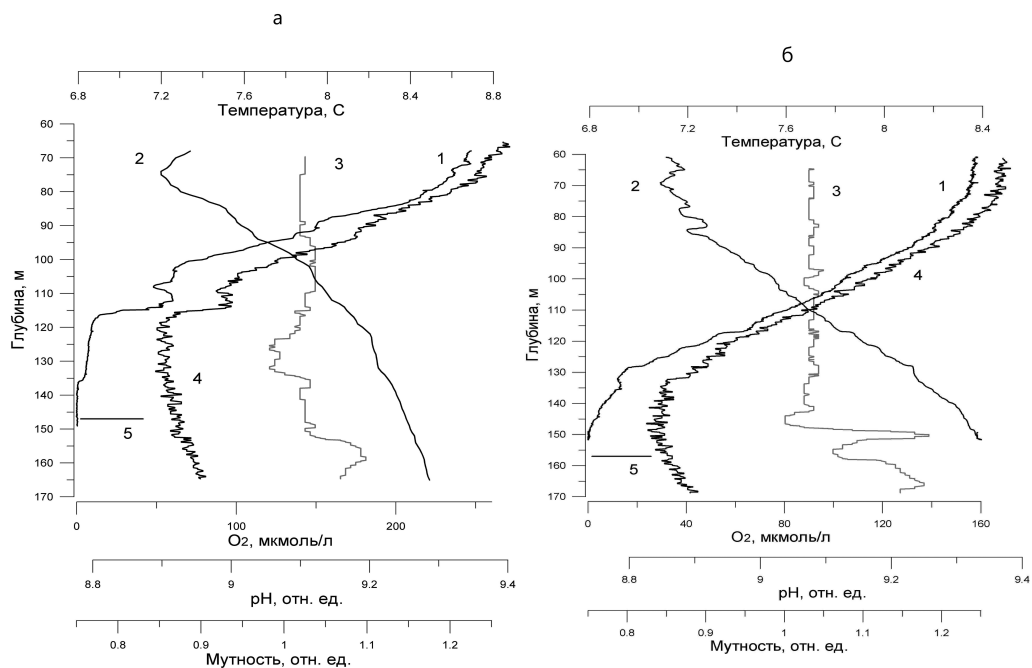 а
6.8 7.2 7.6 8 8.4 8.8
Температура, С
60
70
80
90
100
110
120
130
140
150
160
170
Глубина, м
2
3
1
4
5
0 100 200
O2, мкмоль/л
8.8 9 9.2 9.4
pH, отн. ед.
0.8 0.9 1 1.1 1.2
Мутность, отн. ед.
б
6.8 7.2 7.6 8 8.4
Температура, С
60
70
80
90
100
110
120
130
140
150
160
170
Глубина, м
2
3
1
4
5
0 40 80 120 160
O2, мкмоль/л
8.8 9 9.2 9.4
pH, отн. ед.
0.8 0.9 1 1.1 1.2
Мутность, отн. ед.